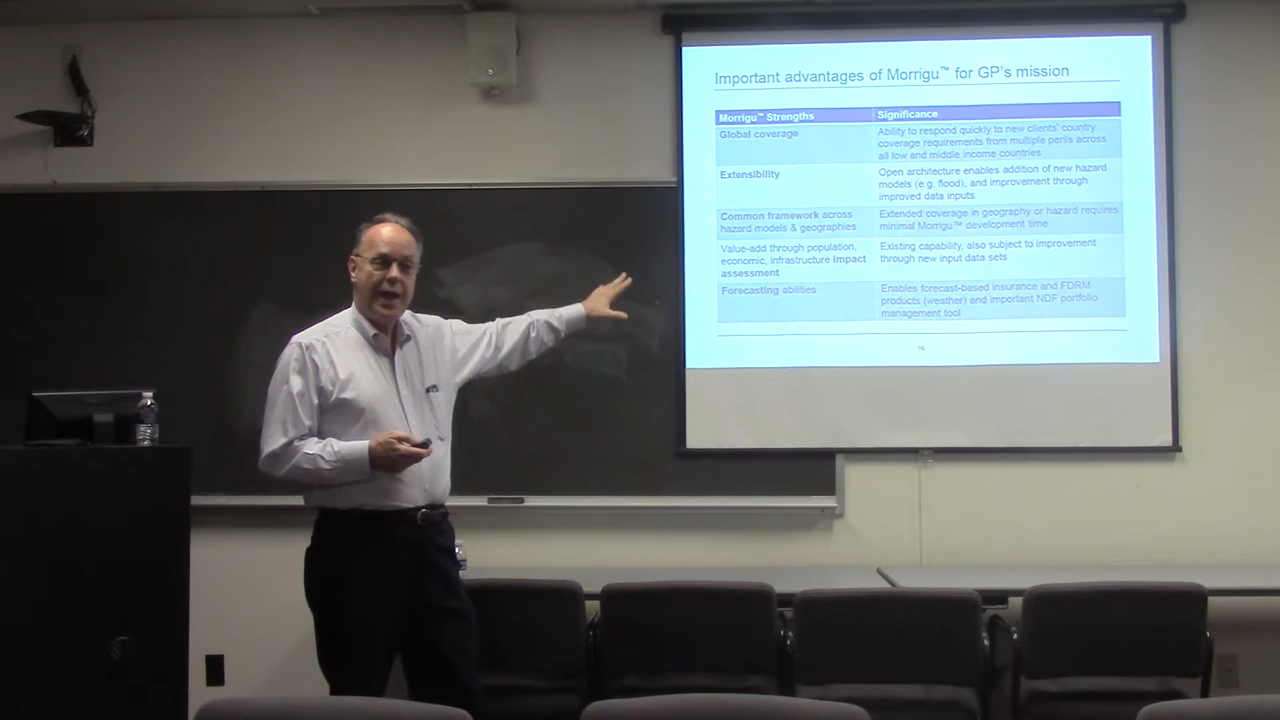 Important advantages of Morrigu™ for GP's mission
Morrigu™ Strengths
Significance
Global coverage
Ability to respond quickly to new clients' country
coverage requirements from multiple perils across
all low and middle income countries
Extensibility
Open architecture enables addition of new hazard
models (e.g. flood), and improvement through
improved data inputs
Common framework across
hazard models & geographies
Extended coverage in geography or hazard requires
minimal Morrigu™ development time
Value-add through population,
economic, infrastructure Impact
assessment
Existing capability, also subject to improvement
through new input data sets
Forecasting abilities
Enables forecast-based insurance and FDRM
products (weather) and important NDF portfolio
management tool
16